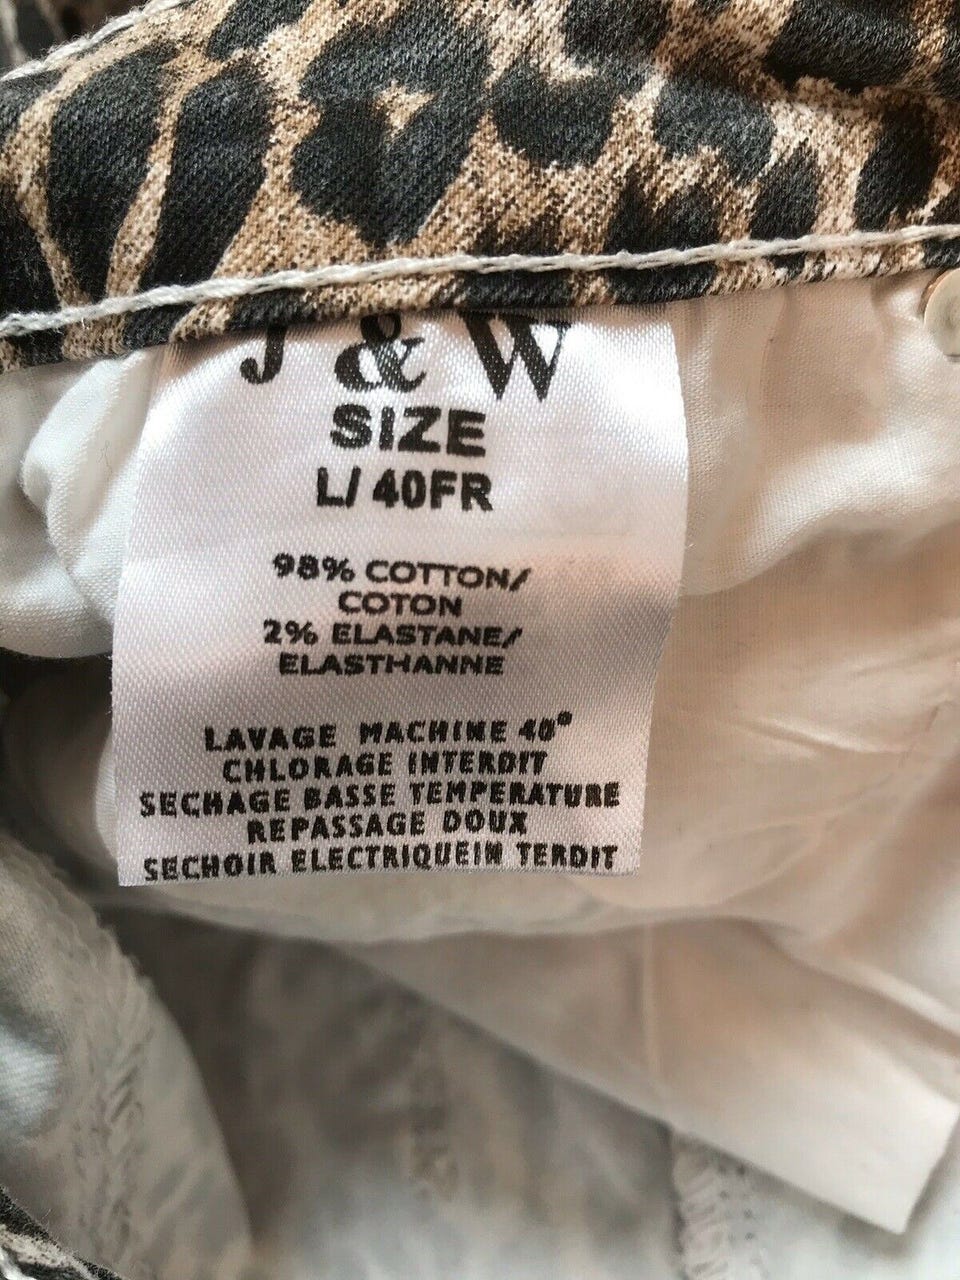 J & W
SIZE
L/ 40FR
98% COTTON/
COTON
2% ELASTANE/
ELASTHANNE
LAVAGE MACHINE 40°
CHLORAGE INTERDIT
SECHAGE BASSE TEMPERATURE
REPASSAGE DOUX
SECHOIR ELECTRIQUEIN TERDIT